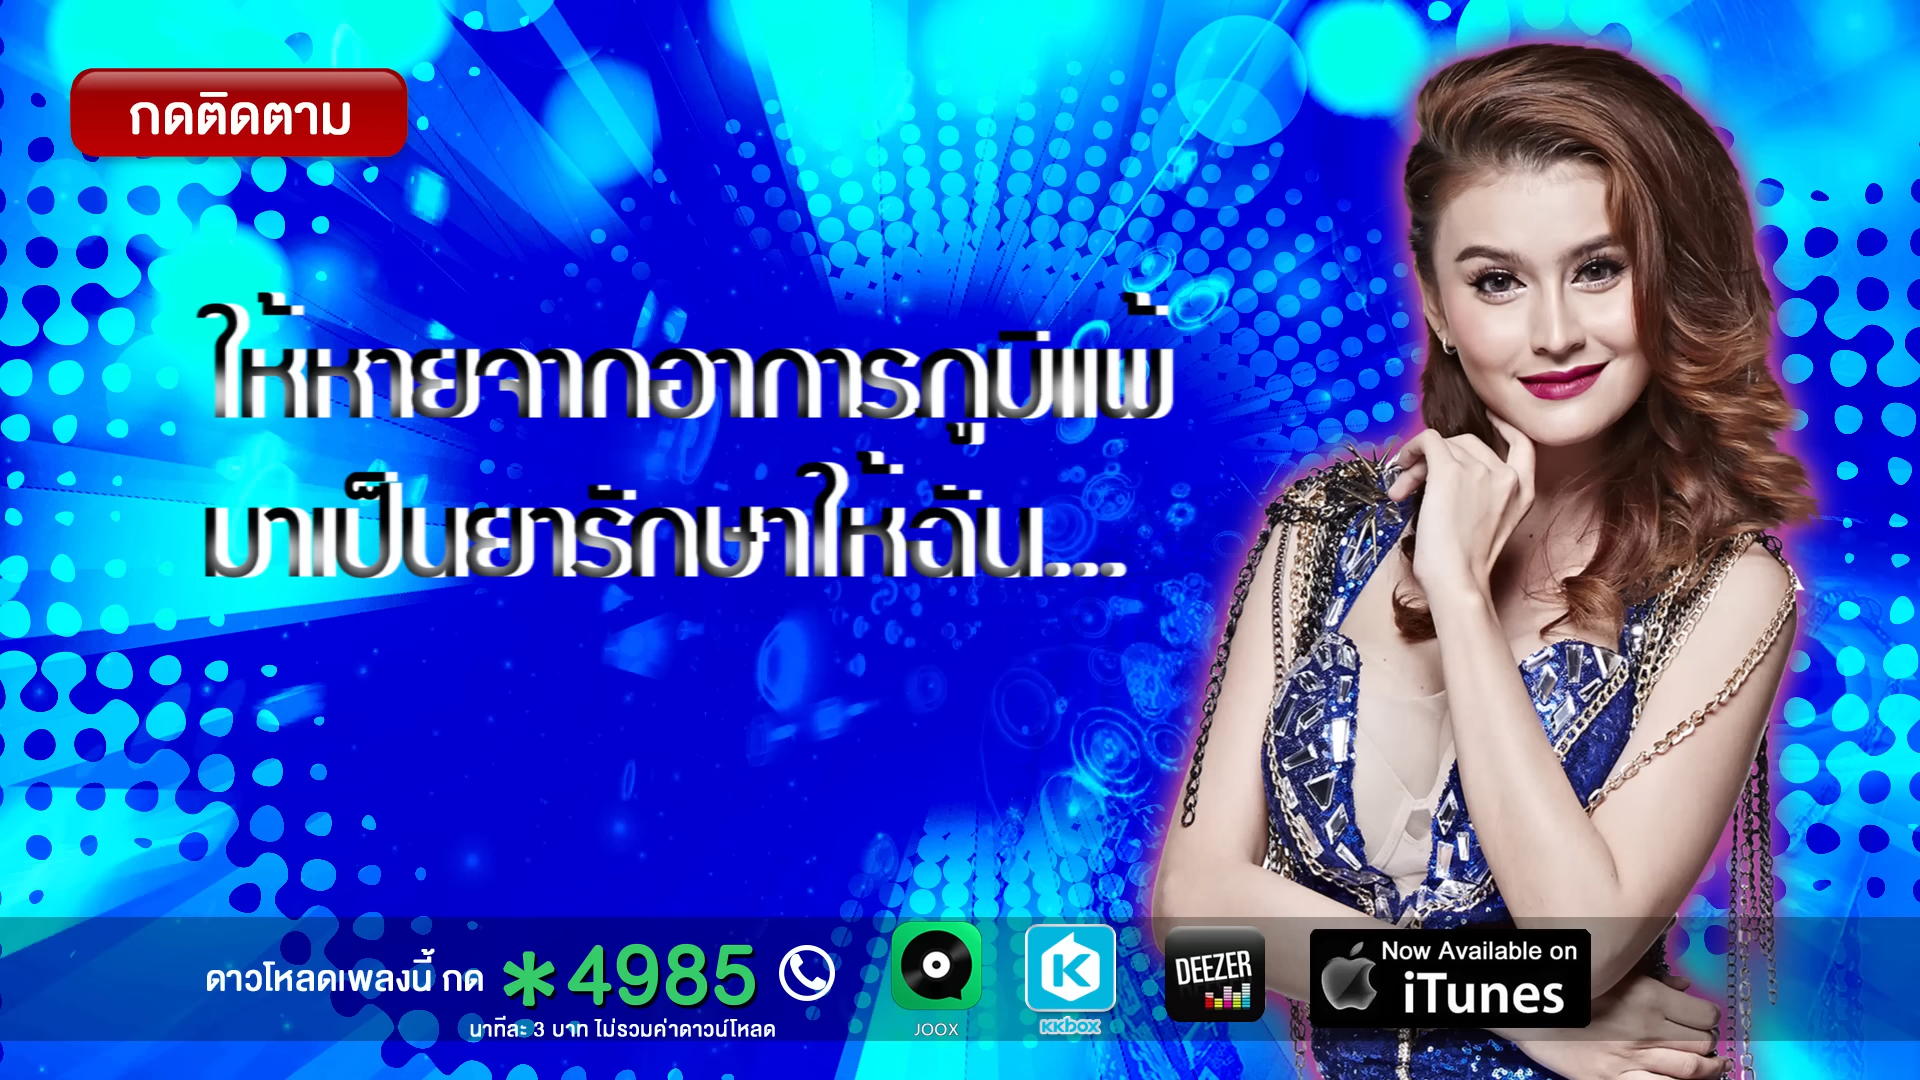 กดติดตาม
ให้หายจากอาการภูมิแพ้
มาเป็นยารักษาให้ฉัน...
ดาวโหลดเพลงนี้ กด *4985
นาทีละ 3 บาท ไม่รวมค่าดาวน์โหลด
JOOX
KKBOX
DEEZER
Now Available on
iTunes